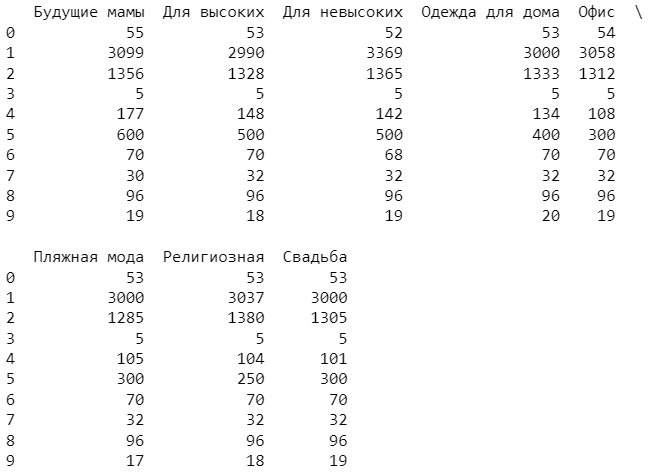 Будущие мамы Для высоких Для невысоких Одежда для дома Офис \
0 55 53 52 53 54
1 3099 2990 3369 3000 3058
2 1356 1328 1365 1333 1312
3 5 5 5 5 5
4 177 148 142 134 108
5 600 500 500 400 300
6 70 70 68 70 70
7 30 32 32 32 32
8 96 96 96 96 96
9 19 18 19 20 19
Пляжная мода Религиозная Свадьба
0 53 53 53
1 3000 3037 3000
2 1285 1380 1305
3 5 5 5
4 105 104 101
5 300 250 300
6 70 70 70
7 32 32 32
8 96 96 96
9 17 18 19